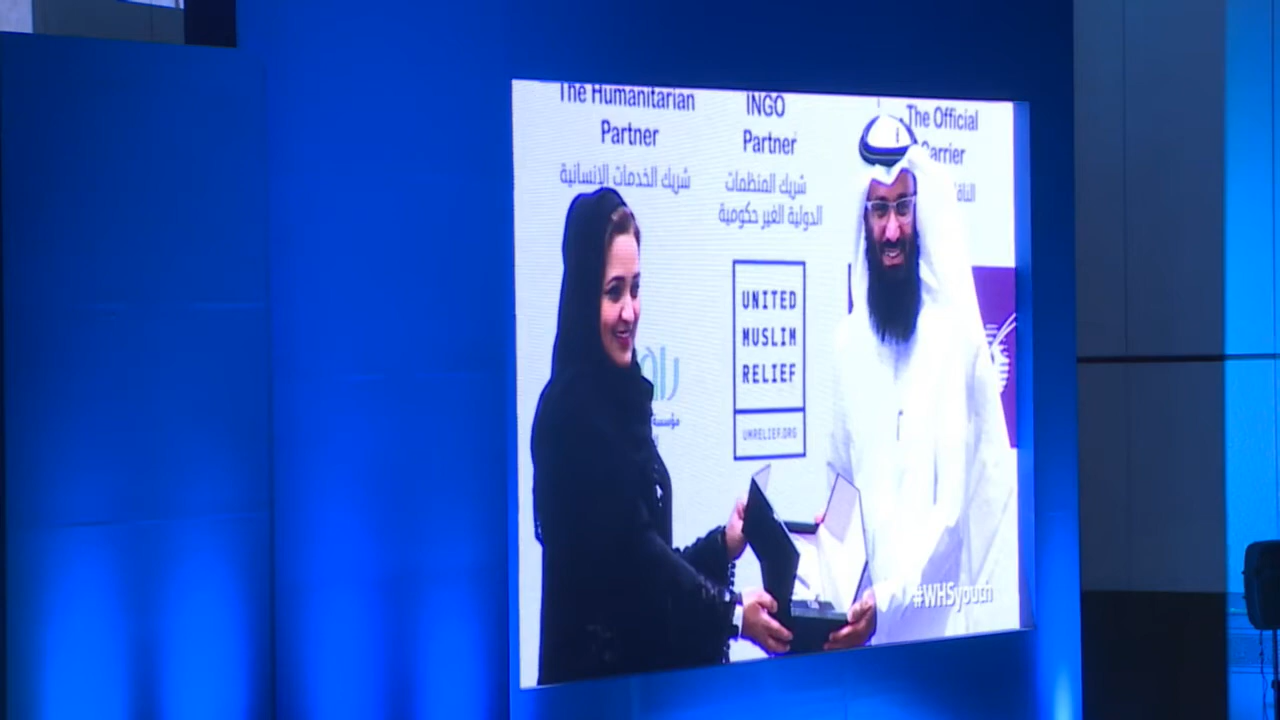 The Humanitarian
Partner
شريك الخدمات الإنسانية
INGO
Partner
شريك المنظمات
الدولية الغير حكومية
The Official
Carrier
UNITED
MUSLIM
RELIEF
UMRELIEF.ORG
مؤسسة
#WHSyouth